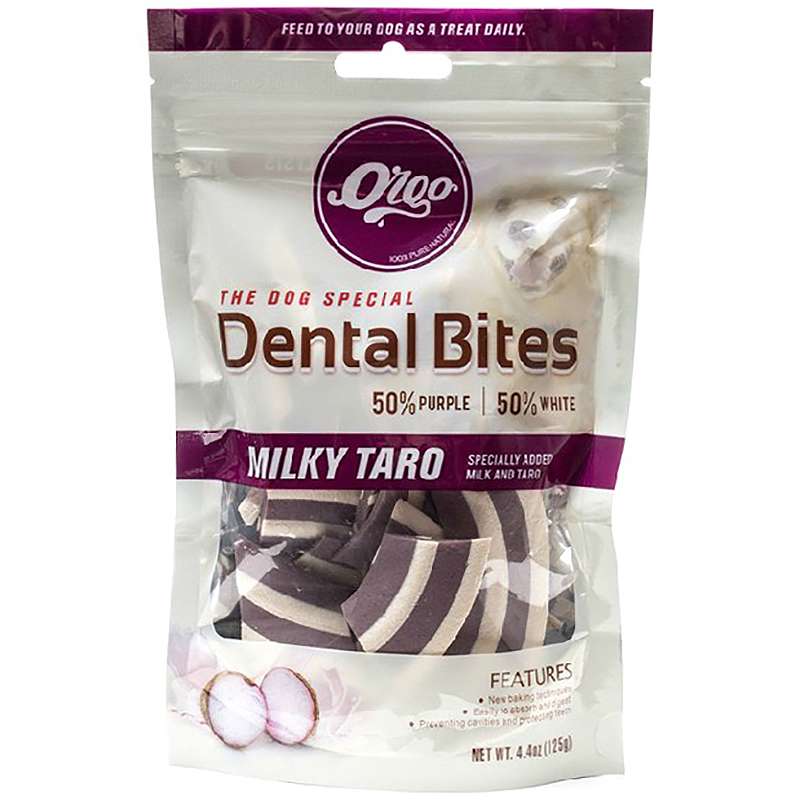 FEED TO YOUR DOG AS A TREAT DAILY.
Orgo
100% PURE NATURAL
THE DOG SPECIAL
Dental Bites
50% PURPLE | 50% WHITE
MILKY TARO
SPECIALLY ADDED
MILK AND TARO
FEATURES
• New baking techniques
• Easily to absorb and digest
• Preventing cavities and protecting teeth
NET WT. 4.4oz (125g)